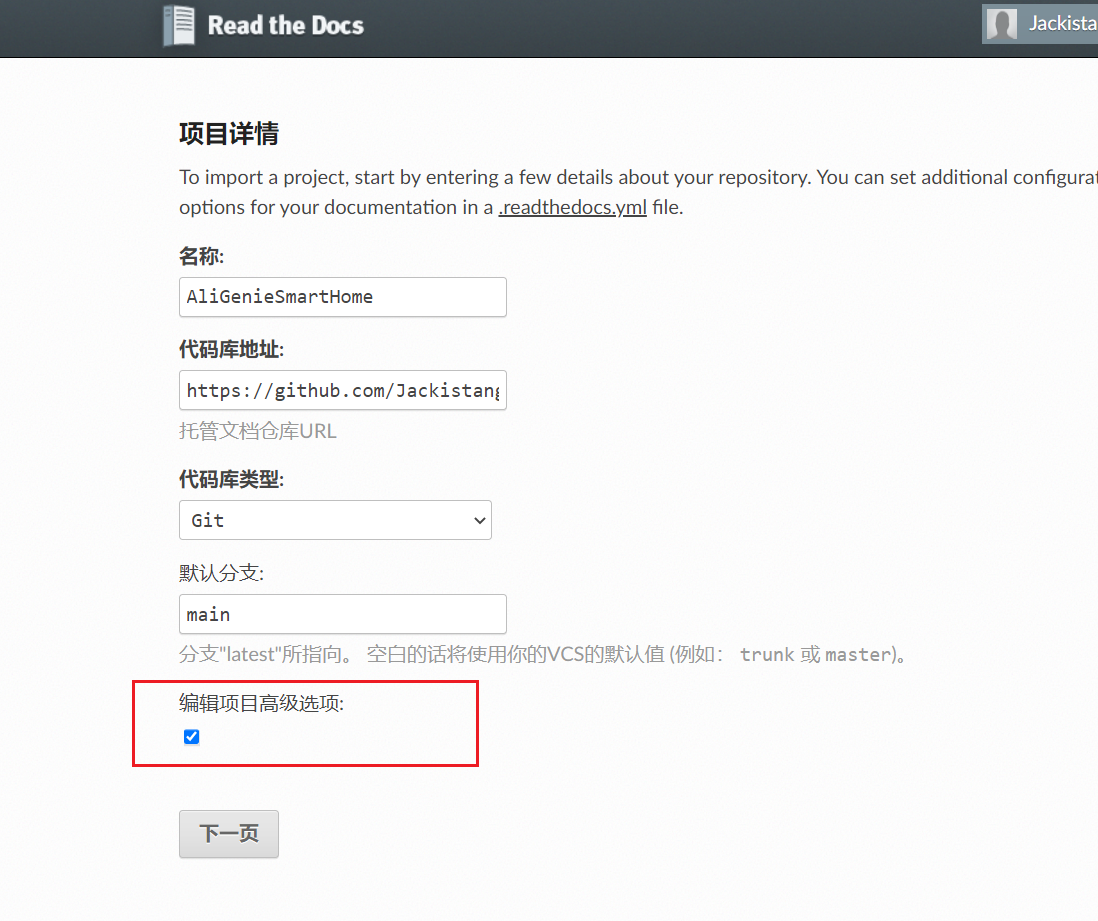 Read the Docs
Jackista
项目详情
To import a project, start by entering a few details about your repository. You can set additional configurat
options for your documentation in a .readthedocs.yml file.
名称:
AliGenieSmartHome
代码库地址:
https://github.com/Jackistang
托管文档仓库URL
代码库类型:
Git
默认分支:
main
分支"latest"所指向。 空白的话将使用你的VCS的默认值 (例如： trunk 或 master)。
编辑项目高级选项:
下一页